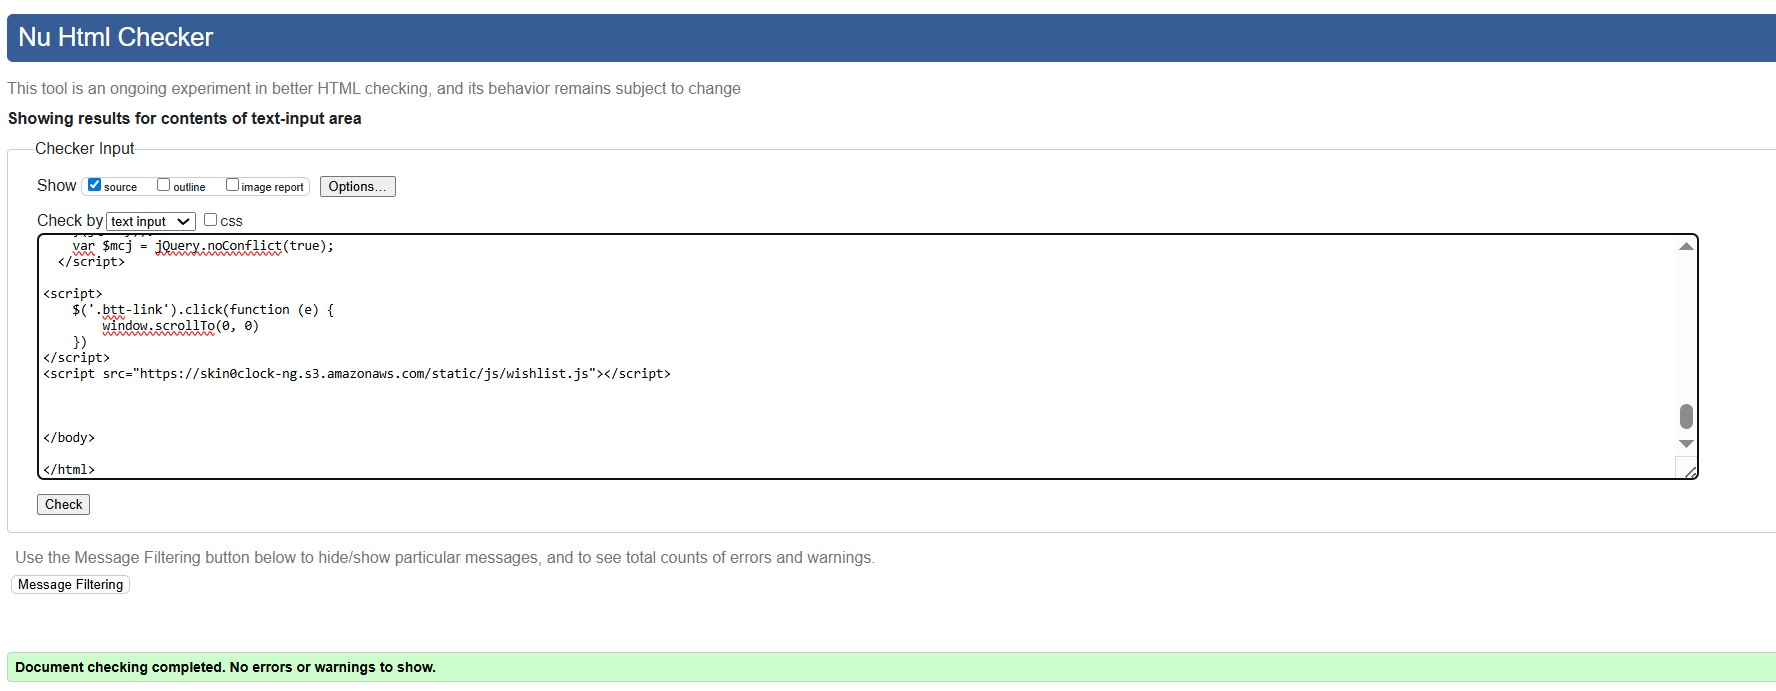 Nu Html Checker
This tool is an ongoing experiment in better HTML checking, and its behavior remains subject to change
Showing results for contents of text-input area
Checker Input
Show source outline image report Options...
Check by text input css
var $mcj = jQuery.noConflict(true);
</script>
<script>
$('.btt-link').click(function (e) {
window.scrollTo(0, 0)
})
</script>
<script src="https://skin0clock-ng.s3.amazonaws.com/static/js/wishlist.js"></script>
</body>
</html>
Check
Use the Message Filtering button below to hide/show particular messages, and to see total counts of errors and warnings.
Message Filtering
Document checking completed. No errors or warnings to show.